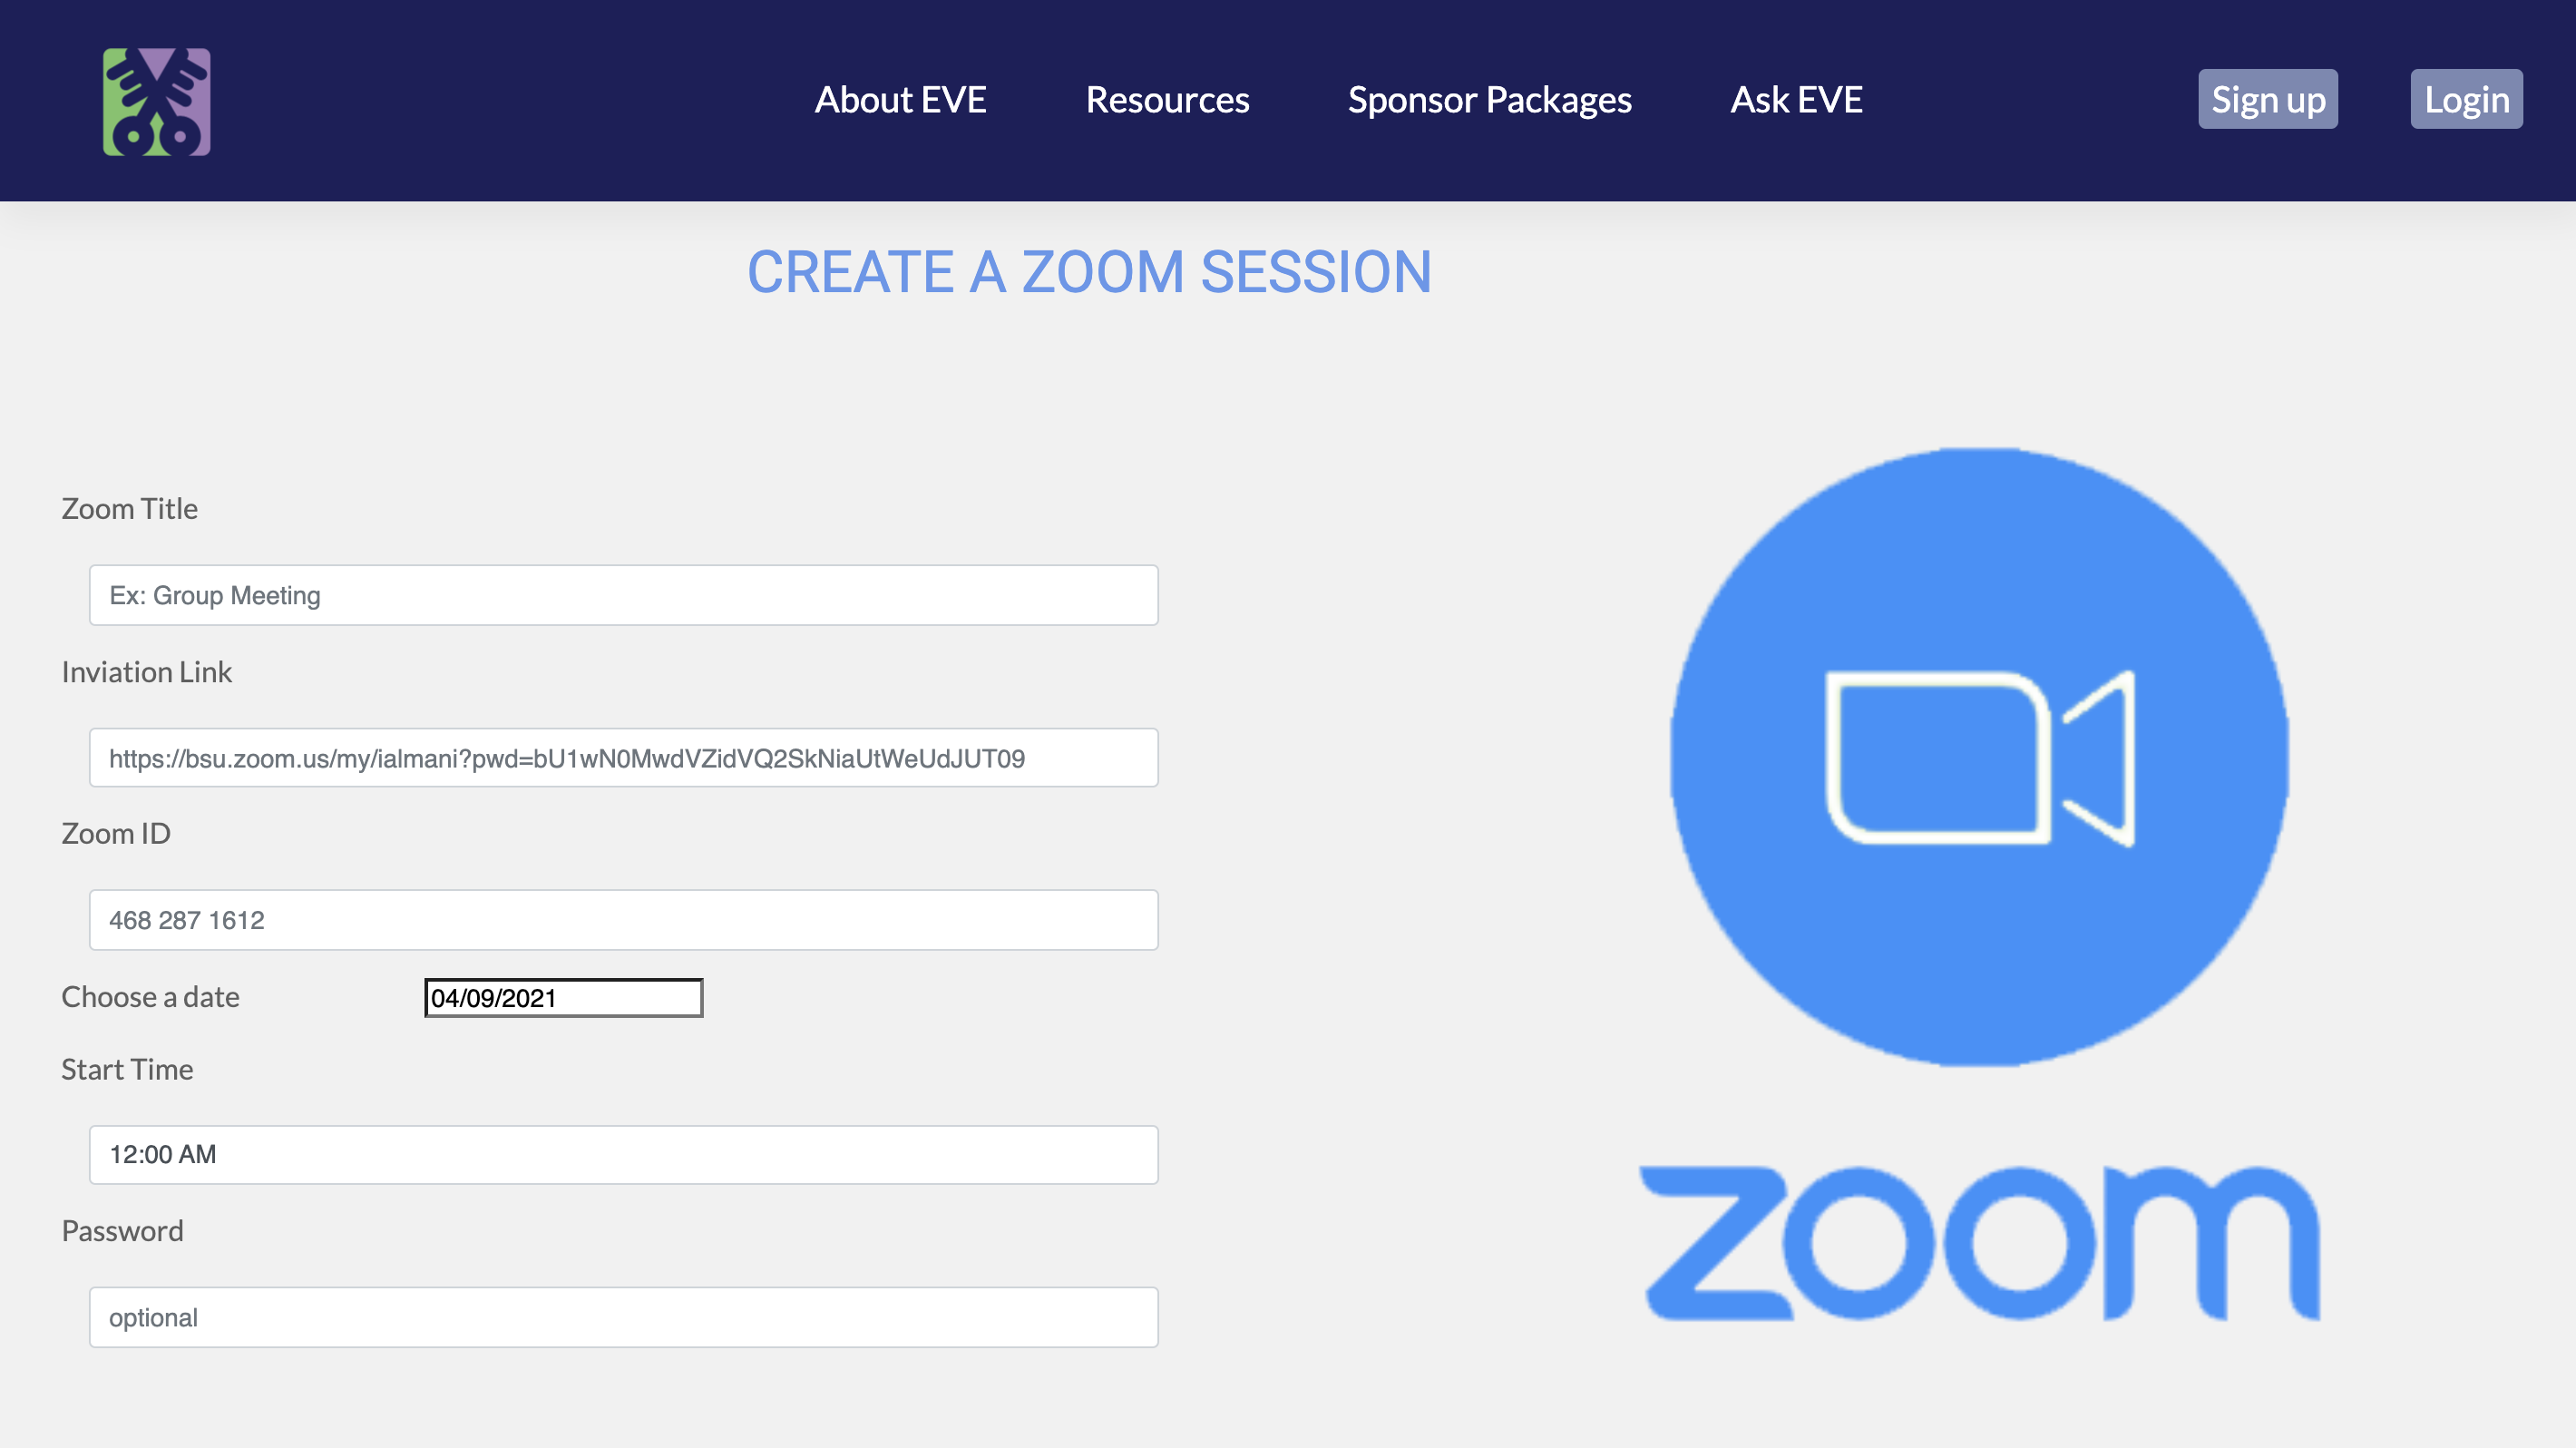 About EVE Resources Sponsor Packages Ask EVE Sign up Login
CREATE A ZOOM SESSION
Zoom Title
Ex: Group Meeting
Inviation Link
https://bsu.zoom.us/my/ialmani?pwd=bU1wN0MwdVZidVQ2SkNiaUtWeUdJUT09
Zoom ID
468 287 1612
Choose a date 04/09/2021
Start Time
12:00 AM
Password
optional
zoom